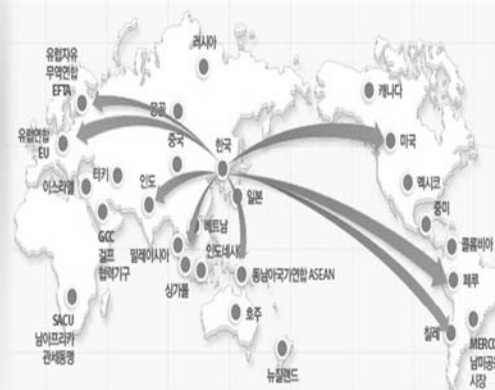 유럽자유
무역연합
EFTA
러시아
캐나다
몽골
유럽연합
EU
중국
한국
미국
이스라엘
터키
인도
일본
멕시코
중미
베트남
GCC
걸프
협력기구
말레이시아
인도네시아
콜롬비아
싱가폴
동남아국가연합 ASEAN
페루
SACU
남아프리카
관세동맹
호주
칠레
뉴질랜드
MERCO
남미공
시장